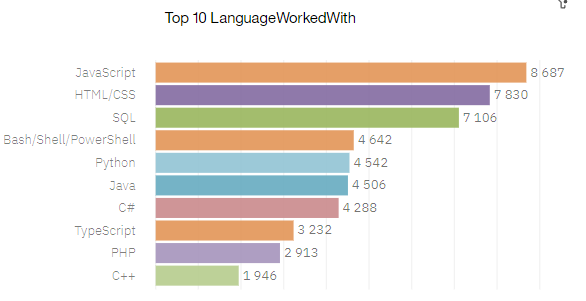 Top 10 LanguageWorkedWith
JavaScript 8 687
HTML/CSS 7 830
SQL 7 106
Bash/Shell/PowerShell 4 642
Python 4 542
Java 4 506
C# 4 288
TypeScript 3 232
PHP 2 913
C++ 1 946